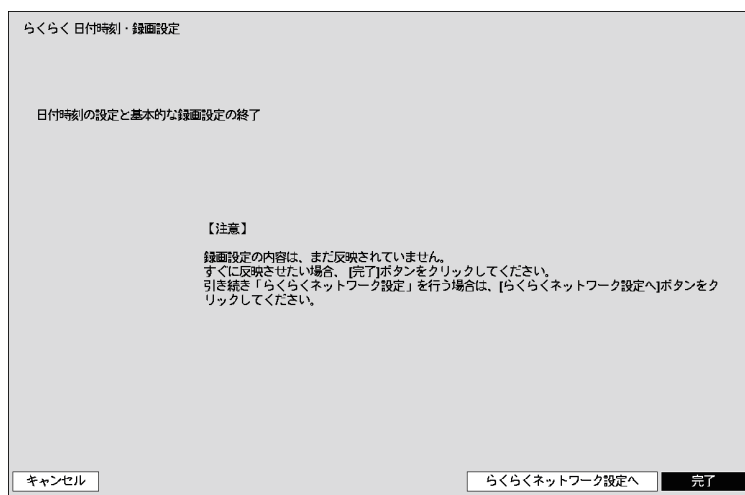 らくらく 日付時刻・録画設定
日付時刻の設定と基本的な録画設定の終了
【注意】
録画設定の内容は、まだ反映されていません。
すぐに反映させたい場合、[完了]ボタンをクリックしてください。
引き続き「らくらくネットワーク設定」を行う場合は、[らくらくネットワーク設定へ]ボタンをク
リックしてください。
キャンセル
らくらくネットワーク設定へ
完了